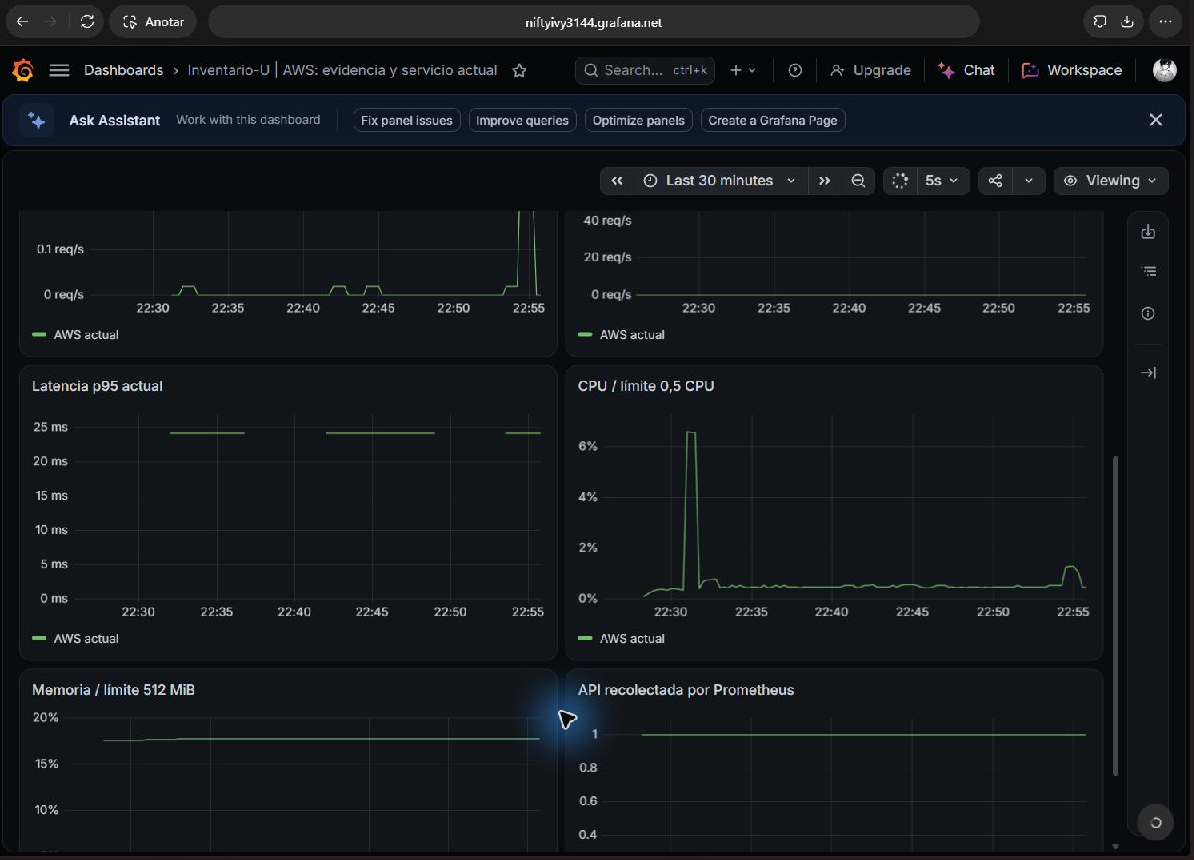 Anotar
niftyivy3144.grafana.net
Dashboards › Inventario-U | AWS: evidencia y servicio actual
Search... ctrl+k
Upgrade
Chat
Workspace
Ask Assistant Work with this dashboard
Fix panel issues
Improve queries
Optimize panels
Create a Grafana Page
Last 30 minutes
5s
Viewing
0.1 req/s
0 req/s
22:30 22:35 22:40 22:45 22:50 22:55
AWS actual
40 req/s
20 req/s
0 req/s
22:30 22:35 22:40 22:45 22:50 22:55
AWS actual
Latencia p95 actual
25 ms
20 ms
15 ms
10 ms
5 ms
0 ms
22:30 22:35 22:40 22:45 22:50 22:55
AWS actual
CPU / límite 0,5 CPU
6%
4%
2%
0%
22:30 22:35 22:40 22:45 22:50 22:55
AWS actual
Memoria / límite 512 MiB
20%
15%
10%
API recolectada por Prometheus
1
0.8
0.6
0.4